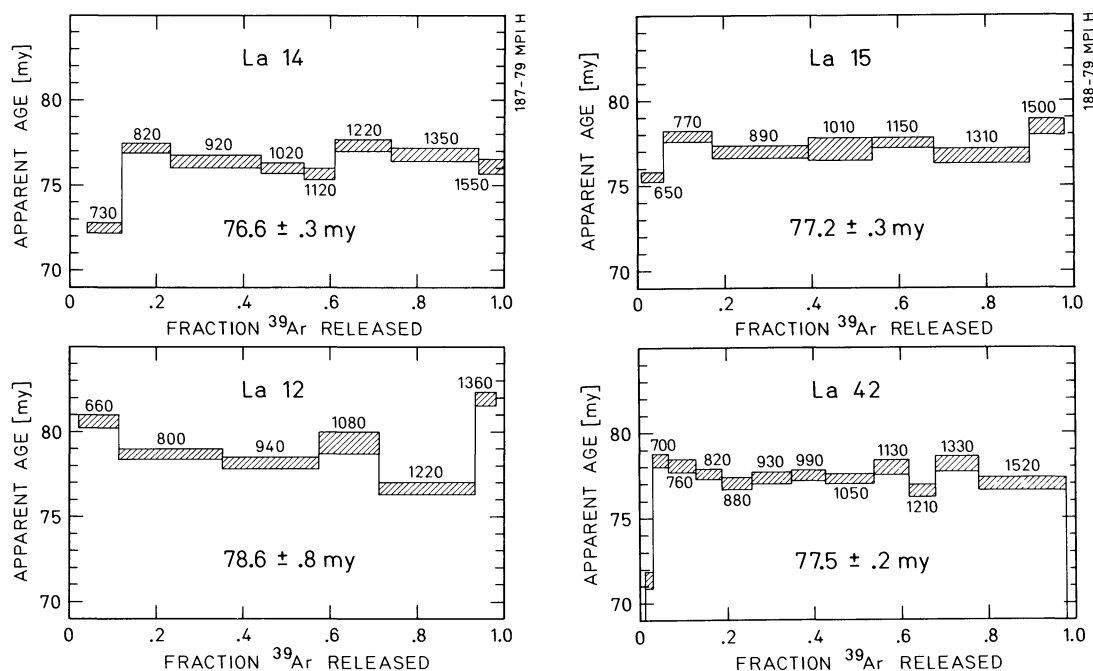 La 14
187-79 MPI H
APPARENT AGE [my]
80
75
70
730
820
920
1020
1120
1220
1350
1550
76.6 ± .3 my
0 .2 .4 .6 .8 1.0
FRACTION ³⁹Ar RELEASED
La 15
188-79 MPI H
APPARENT AGE [my]
80
75
70
650
770
890
1010
1150
1310
1500
77.2 ± .3 my
0 .2 .4 .6 .8 1.0
FRACTION ³⁹Ar RELEASED
La 12
APPARENT AGE [my]
80
75
70
660
800
940
1080
1220
1360
78.6 ± .8 my
0 .2 .4 .6 .8 1.0
FRACTION ³⁹Ar RELEASED
La 42
APPARENT AGE [my]
80
75
70
700
760
820
880
930
990
1050
1130
1210
1330
1520
77.5 ± .2 my
0 .2 .4 .6 .8 1.0
FRACTION ³⁹Ar RELEASED